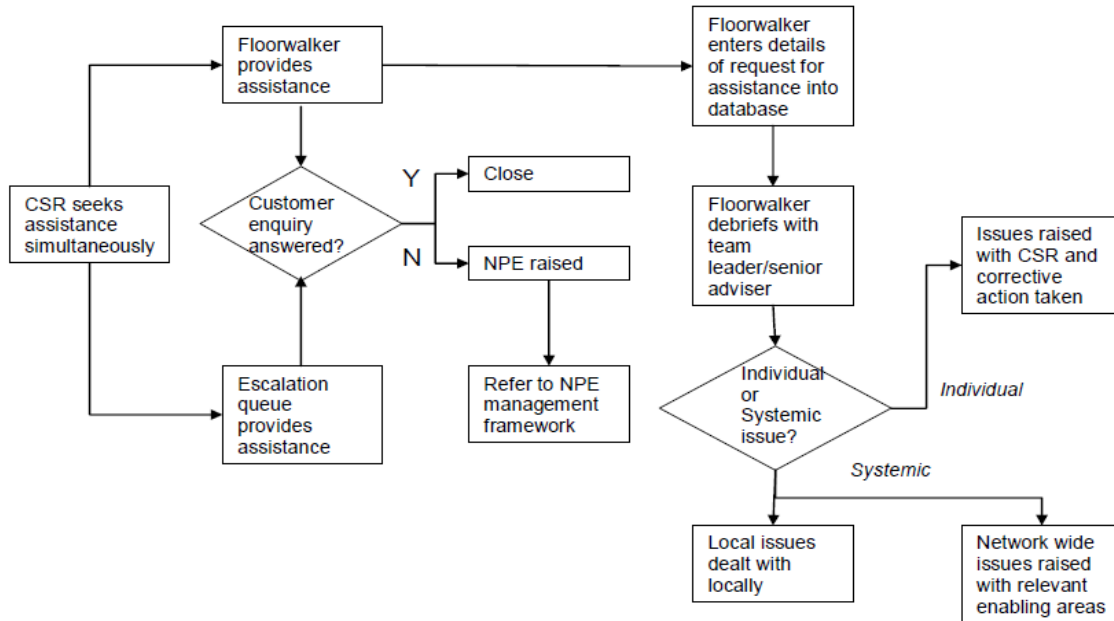 Floorwalker
provides
assistance
Floorwalker
enters details
of request for
assistance into
database
CSR seeks
assistance
simultaneously
Customer
enquiry
answered?
Y
Close
N
NPE raised
Floorwalker
debriefs with
team
leader/senior
adviser
Issues raised
with CSR and
corrective
action taken
Escalation
queue
provides
assistance
Refer to NPE
management
framework
Individual
or
Systemic
issue?
Individual
Systemic
Local issues
dealt with
locally
Network wide
issues raised
with relevant
enabling areas